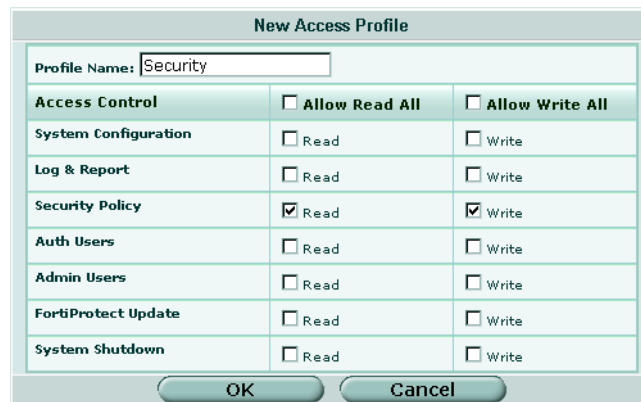 New Access Profile
Profile Name: Security
Access Control Allow Read All Allow Write All
System Configuration Read Write
Log & Report Read Write
Security Policy Read Write
Auth Users Read Write
Admin Users Read Write
FortiProtect Update Read Write
System Shutdown Read Write
OK Cancel